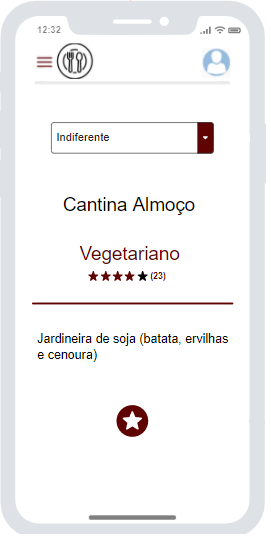 12:32
Indiferente
Cantina Almoço
Vegetariano
(23)
Jardineira de soja (batata, ervilhas
e cenoura)